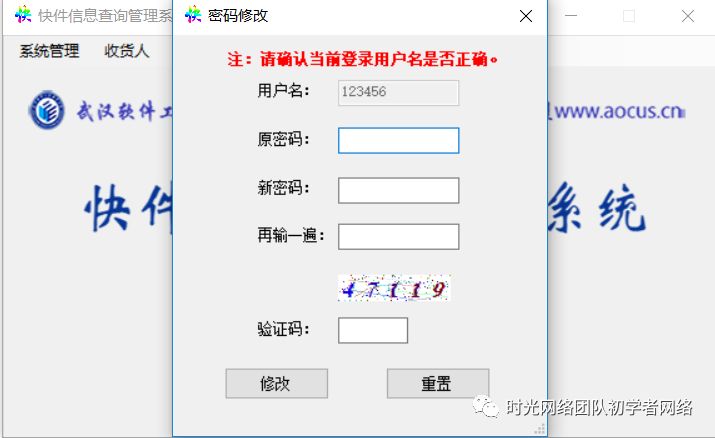 快件信息查询管理系
密码修改
系统管理 收货人
注：请确认当前登录用户名是否正确。
武汉软件工
www.aocus.cn
用户名： 123456
原密码：
快件
系统
新密码：
再输一遍：
47119
验证码：
修改 重置
时光网络团队初学者网络